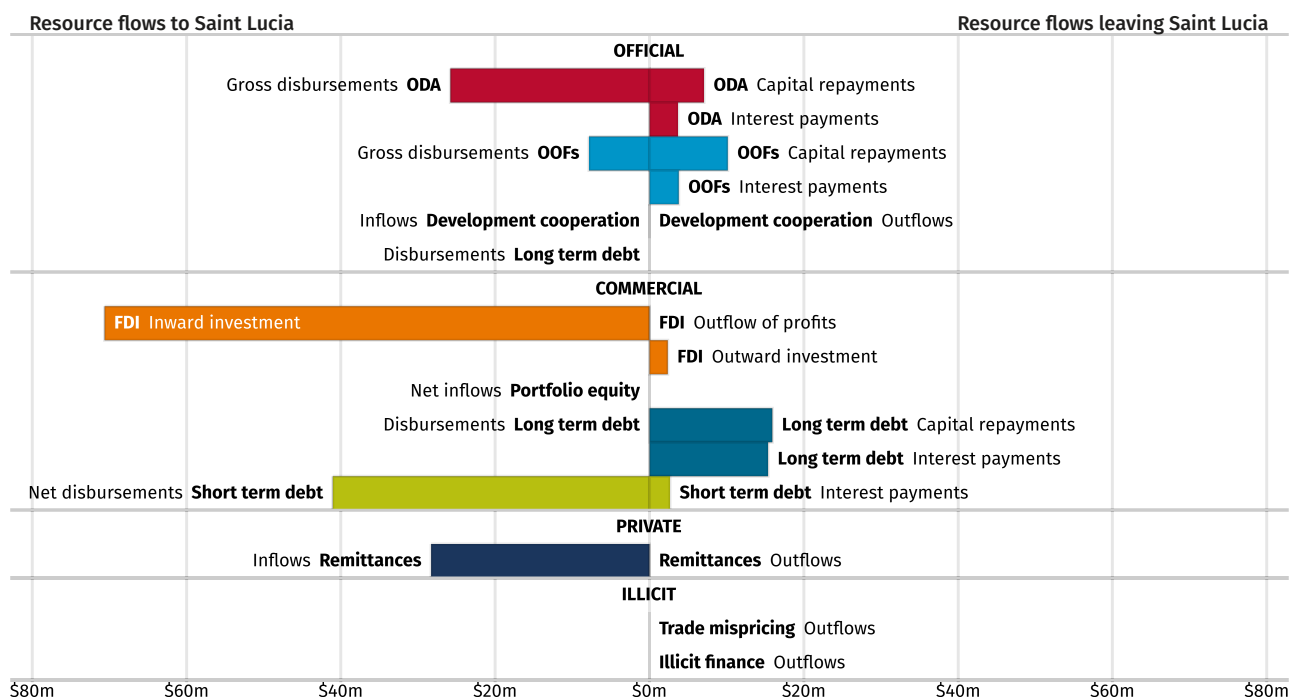 Resource flows to Saint Lucia Resource flows leaving Saint Lucia
OFFICIAL
Gross disbursements ODA ODA Capital repayments
ODA Interest payments
Gross disbursements OOFs OOFs Capital repayments
OOFs Interest payments
Inflows Development cooperation Development cooperation Outflows
Disbursements Long term debt
COMMERCIAL
FDI Inward investment FDI Outflow of profits
FDI Outward investment
Net inflows Portfolio equity
Disbursements Long term debt Long term debt Capital repayments
Long term debt Interest payments
Net disbursements Short term debt Short term debt Interest payments
PRIVATE
Inflows Remittances Remittances Outflows
ILLICIT
Trade mispricing Outflows
Illicit finance Outflows
$80m $60m $40m $20m $0m $20m $40m $60m $80m